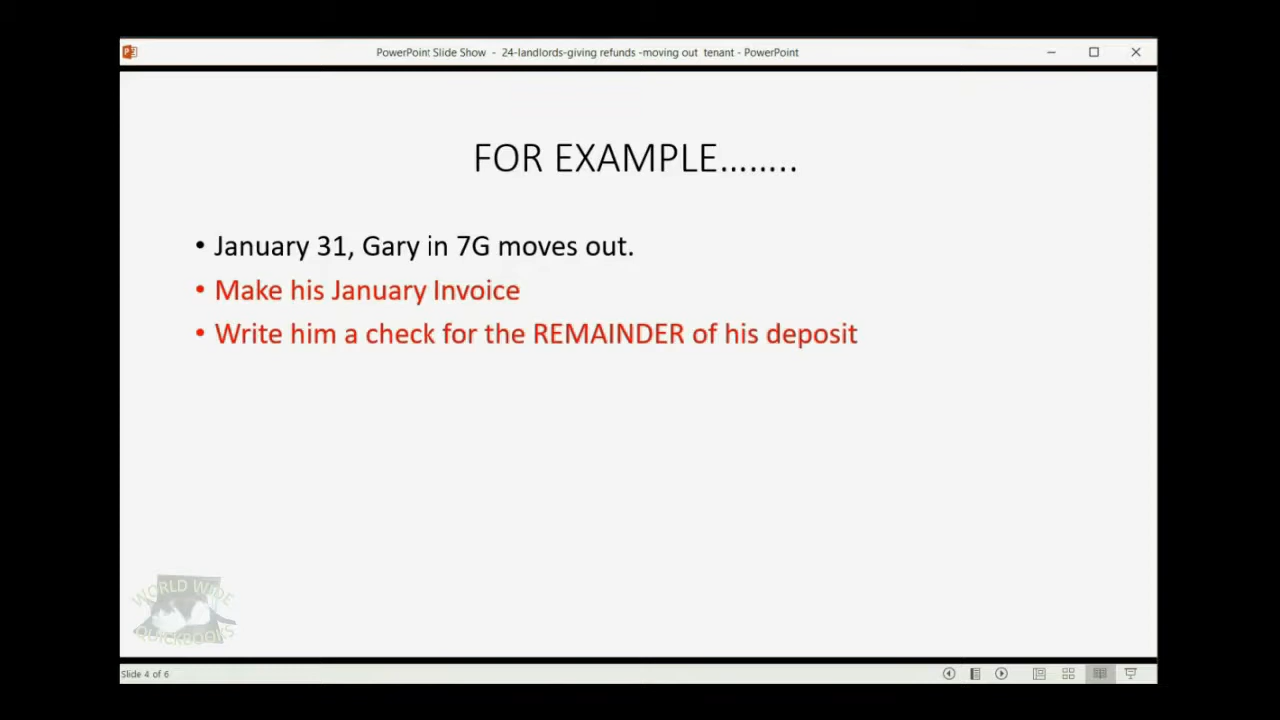 PowerPoint Slide Show - 24-landlords-giving refunds -moving out tenant - PowerPoint
FOR EXAMPLE........
• January 31, Gary in 7G moves out.
• Make his January Invoice
• Write him a check for the REMAINDER of his deposit
WORLD WIDE
QUICKBOOKS
Slide 4 of 6